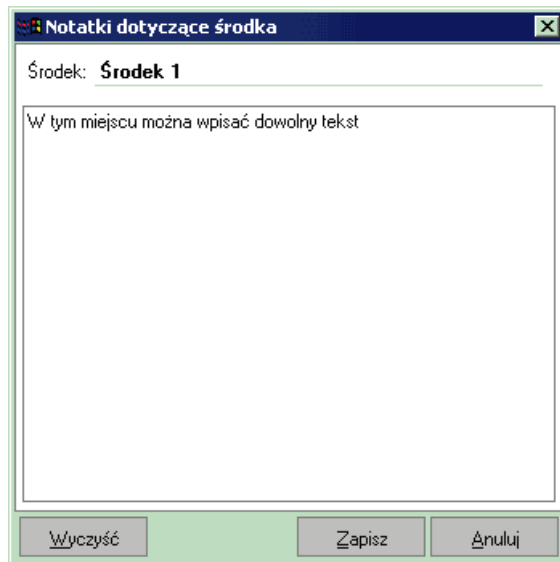 Notatki dotyczące środka
Środek: Środek 1
W tym miejscu można wpisać dowolny tekst
Wyczyść Zapisz Anuluj